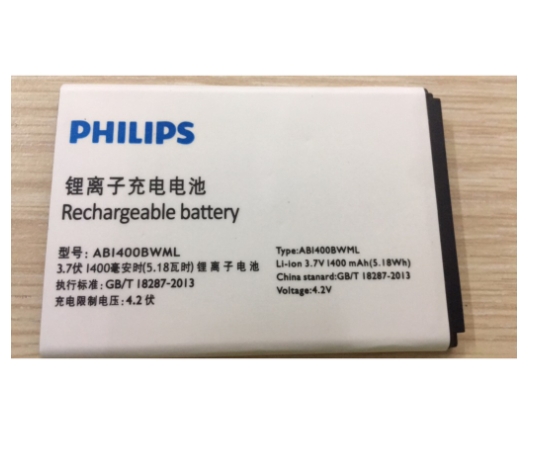 PHILIPS
锂离子充电电池
Rechargeable battery
型号: AB1400BWML
3.7伏 1400毫安时(5.18瓦时) 锂离子电池
执行标准: GB/T 18287-2013
充电限制电压: 4.2 伏
Type:AB1400BWML
Li-ion 3.7V 1400 mAh(5.18Wh)
China stanard:GB/T 18287-2013
Voltage:4.2V